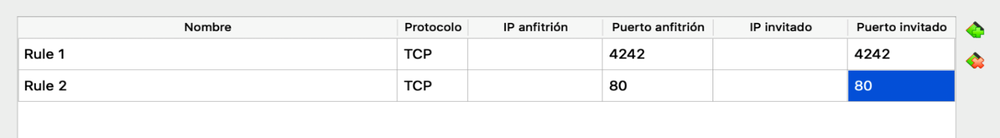 Nombre Protocolo IP anfitrión Puerto anfitrión IP invitado Puerto invitado
Rule 1 TCP 4242 4242
Rule 2 TCP 80 80